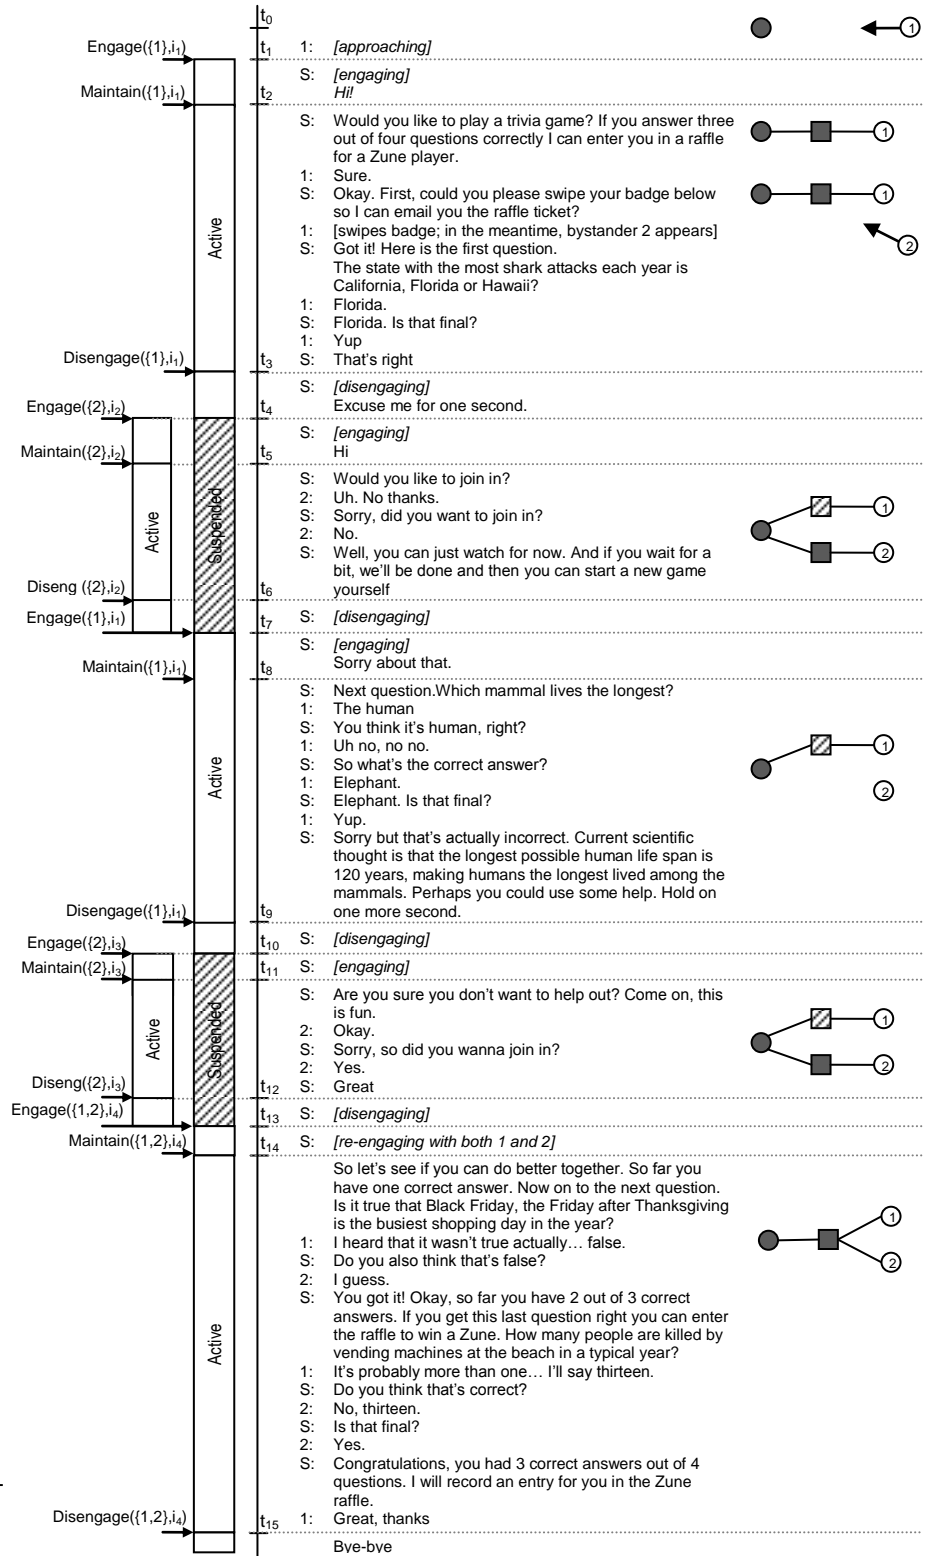 t0
Engage({1},i1) t1 1: [approaching]
S: [engaging]
Maintain({1},i1) t2 Hi!
S: Would you like to play a trivia game? If you answer three
out of four questions correctly I can enter you in a raffle
for a Zune player.
1: Sure.
S: Okay. First, could you please swipe your badge below
so I can email you the raffle ticket?
1: [swipes badge; in the meantime, bystander 2 appears]
S: Got it! Here is the first question.
The state with the most shark attacks each year is
California, Florida or Hawaii?
1: Florida.
S: Florida. Is that final?
1: Yup
Disengage({1},i1) t3 S: That's right
S: [disengaging]
Engage({2},i2) t4 Excuse me for one second.
S: [engaging]
Maintain({2},i2) t5 Hi
S: Would you like to join in?
2: Uh. No thanks.
S: Sorry, did you want to join in?
2: No.
S: Well, you can just watch for now. And if you wait for a
bit, we'll be done and then you can start a new game
Diseng ({2},i2) t6 yourself
Engage({1},i1) t7 S: [disengaging]
S: [engaging]
Maintain({1},i1) t8 Sorry about that.
S: Next question.Which mammal lives the longest?
1: The human
S: You think it's human, right?
1: Uh no, no no.
S: So what's the correct answer?
1: Elephant.
S: Elephant. Is that final?
1: Yup.
S: Sorry but that's actually incorrect. Current scientific
thought is that the longest possible human life span is
120 years, making humans the longest lived among the
mammals. Perhaps you could use some help. Hold on
Disengage({1},i1) t9 one more second.
Engage({2},i3) t10 S: [disengaging]
Maintain({2},i3) t11 S: [engaging]
S: Are you sure you don't want to help out? Come on, this
is fun.
2: Okay.
S: Sorry, so did you wanna join in?
2: Yes.
Diseng({2},i3) t12 S: Great
Engage({1,2},i4) t13 S: [disengaging]
Maintain({1,2},i4) t14 S: [re-engaging with both 1 and 2]
So let's see if you can do better together. So far you
have one correct answer. Now on to the next question.
Is it true that Black Friday, the Friday after Thanksgiving
is the busiest shopping day in the year?
1: I heard that it wasn't true actually… false.
S: Do you also think that's false?
2: I guess.
S: You got it! Okay, so far you have 2 out of 3 correct
answers. If you get this last question right you can enter
the raffle to win a Zune. How many people are killed by
vending machines at the beach in a typical year?
1: It's probably more than one… I'll say thirteen.
S: Do you think that's correct?
2: No, thirteen.
S: Is that final?
2: Yes.
S: Congratulations, you had 3 correct answers out of 4
questions. I will record an entry for you in the Zune
raffle.
Disengage({1,2},i4) t15 1: Great, thanks
Bye-bye
Active
Active
Suspended
Active
Active
Suspended
Active
1
1
1
2
1
2
1
2
1
2
1
2